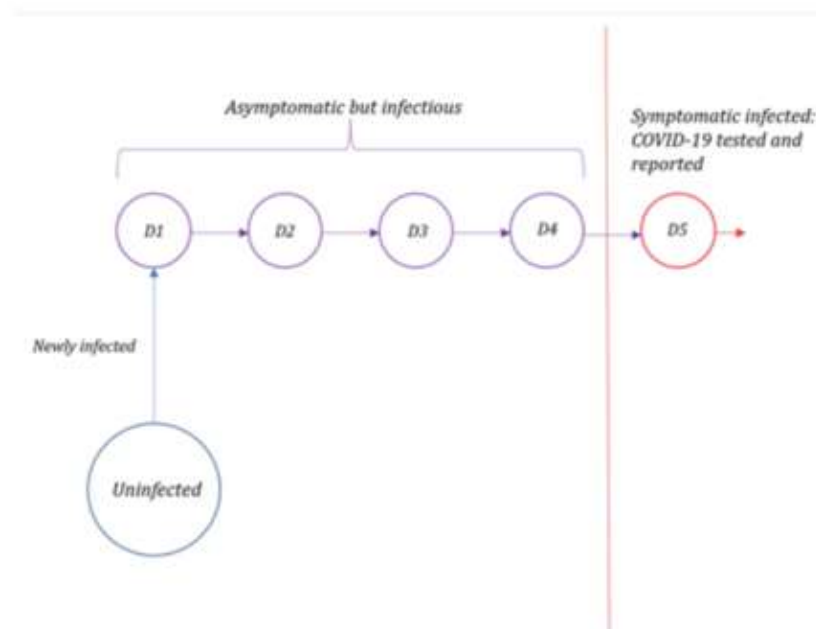 Asymptomatic but infectious
Symptomatic infected:
COVID-19 tested and
reported
D1
D2
D3
D4
D5
Newly infected
Uninfected